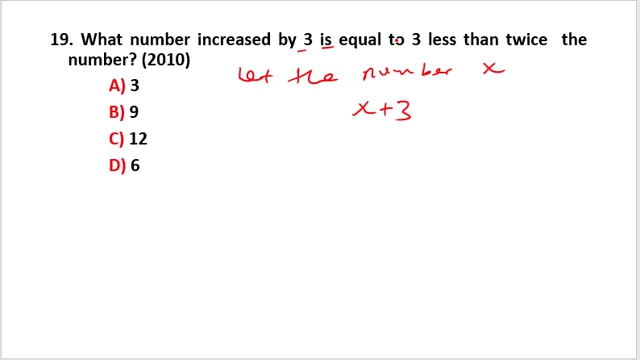 19. What number increased by 3 is equal to 3 less than twice the
number? (2010)
Let the number x
A) 3
x+3
B) 9
C) 12
D) 6